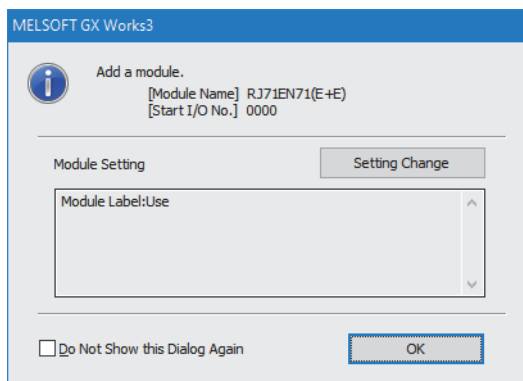 MELSOFT GX Works3
Add a module.
[Module Name] RJ71EN71(E+E)
[Start I/O No.] 0000
Module Setting
Setting Change
Module Label:Use
Do Not Show this Dialog Again
OK